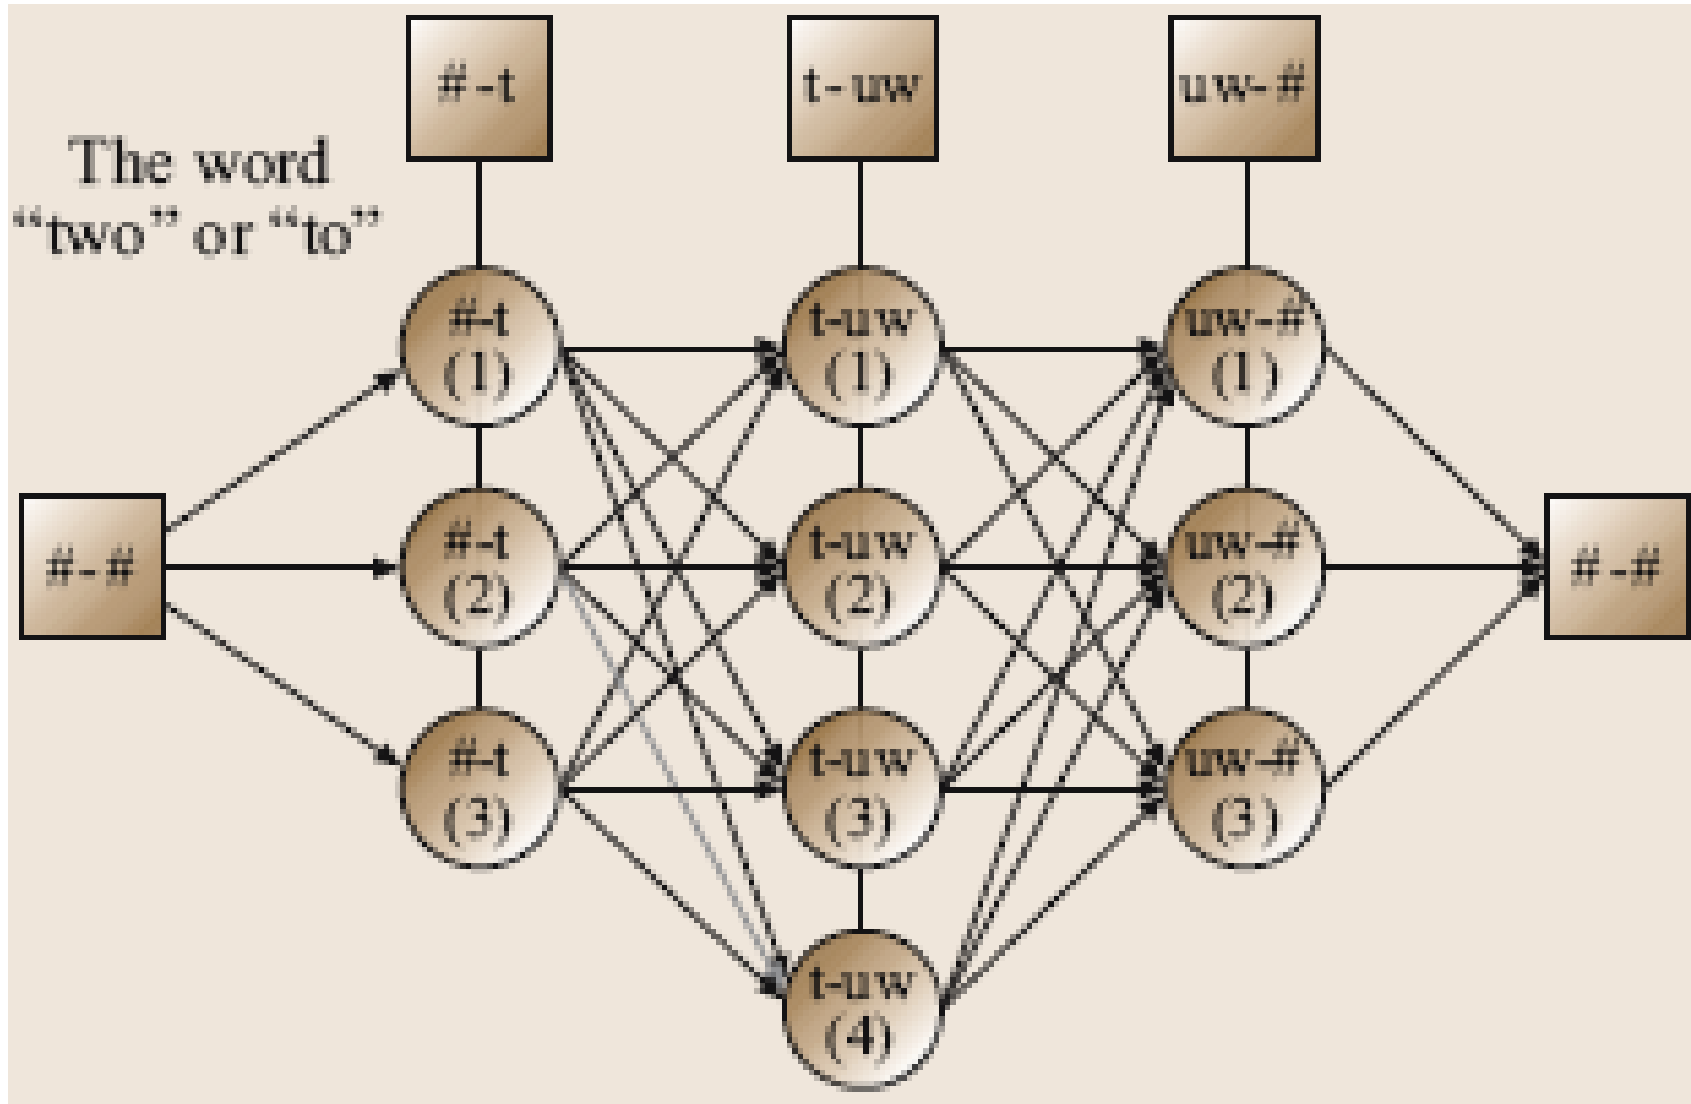 #-t
t-uw
uw-#
The word
“two” or “to”
#-t
(1)
t-uw
(1)
uw-#
(1)
#-#
#-t
(2)
t-uw
(2)
uw-#
(2)
#-#
#-t
(3)
t-uw
(3)
uw-#
(3)
t-uw
(4)